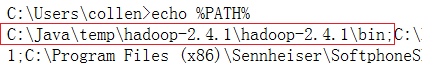 C:\Users\collen>echo %PATH%
C:\Java\temp\hadoop-2.4.1\hadoop-2.4.1\bin;C:\
1;C:\Program Files (x86)\Sennheiser\SoftphoneS